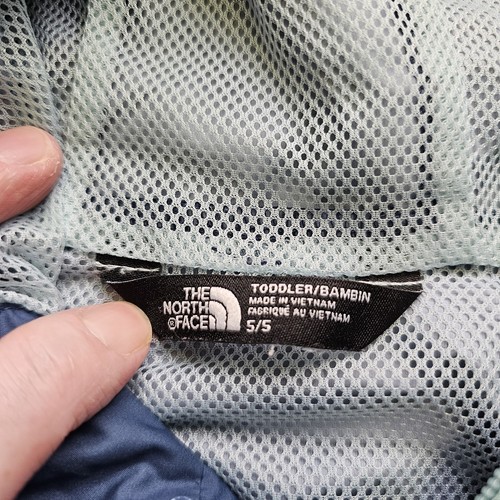 THE
NORTH
©FACE
TODDLER/BAMBIN
MADE IN VIETNAM
FABRIQUÉ AU VIETNAM
5/5